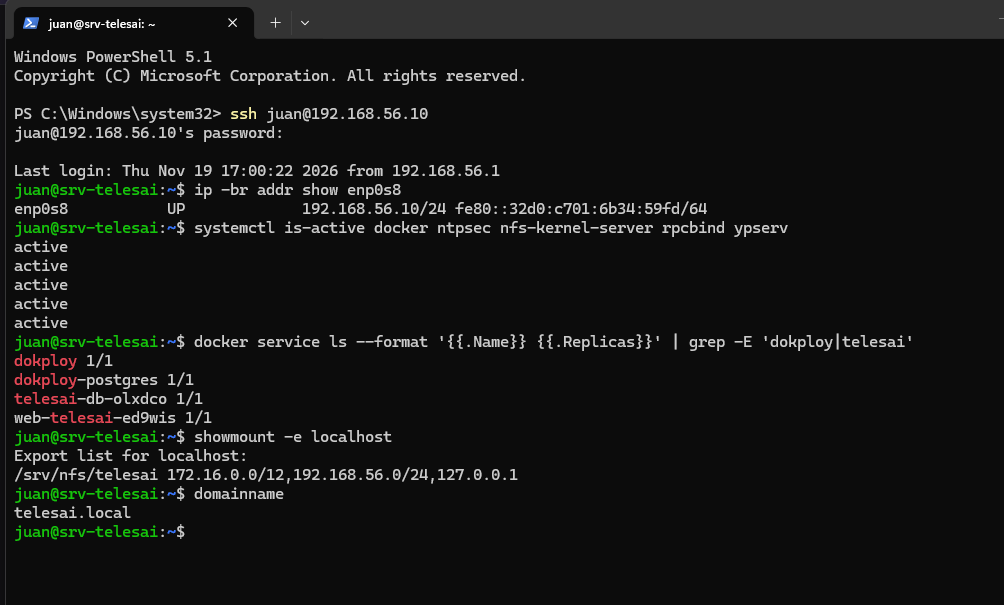 juan@srv-telesai: ~
Windows PowerShell 5.1
Copyright (C) Microsoft Corporation. All rights reserved.
PS C:\Windows\system32> ssh juan@192.168.56.10
juan@192.168.56.10's password:
Last login: Thu Nov 19 17:00:22 2026 from 192.168.56.1
juan@srv-telesai:~$ ip -br addr show enp0s8
enp0s8           UP             192.168.56.10/24 fe80::32d0:c701:6b34:59fd/64
juan@srv-telesai:~$ systemctl is-active docker ntpsec nfs-kernel-server rpcbind ypserv
active
active
active
active
active
juan@srv-telesai:~$ docker service ls --format '{{.Name}} {{.Replicas}}' | grep -E 'dokploy|telesai'
dokploy 1/1
dokploy-postgres 1/1
telesai-db-olxdco 1/1
web-telesai-ed9wis 1/1
juan@srv-telesai:~$ showmount -e localhost
Export list for localhost:
/srv/nfs/telesai 172.16.0.0/12,192.168.56.0/24,127.0.0.1
juan@srv-telesai:~$ domainname
telesai.local
juan@srv-telesai:~$